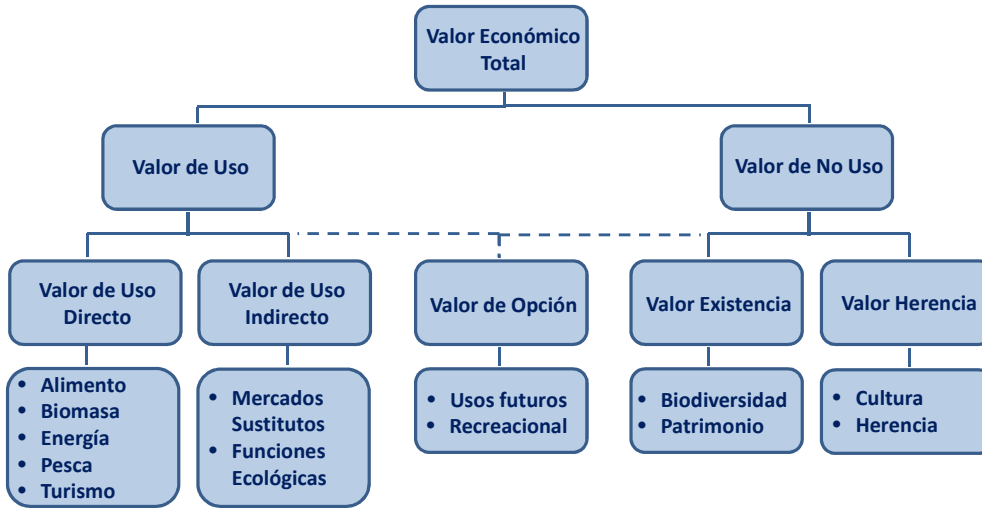 Valor Económico
Total
Valor de Uso
Valor de No Uso
Valor de Uso
Directo
Valor de Uso
Indirecto
Valor de Opción
Valor Existencia
Valor Herencia
• Alimento
• Biomasa
• Energía
• Pesca
• Turismo
• Mercados
Sustitutos
• Funciones
Ecológicas
• Usos futuros
• Recreacional
• Biodiversidad
• Patrimonio
• Cultura
• Herencia